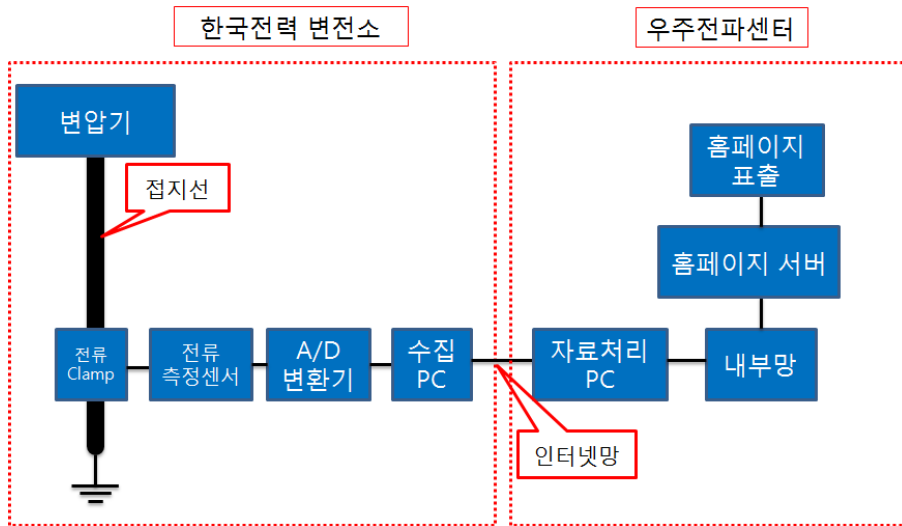 한국전력 변전소
우주전파센터
변압기
접지선
홈페이지
표출
홈페이지 서버
전류
Clamp
전류
측정센서
A/D
변환기
수집
PC
자료처리
PC
내부망
인터넷망